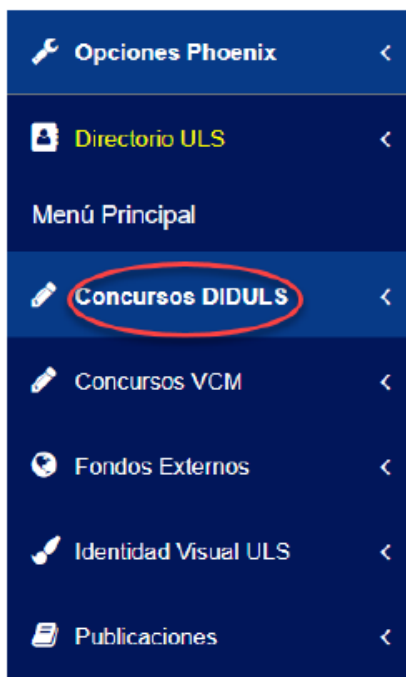 Opciones Phoenix
Directorio ULS
Menú Principal
Concursos DIDULS
Concursos VCM
Fondos Externos
Identidad Visual ULS
Publicaciones